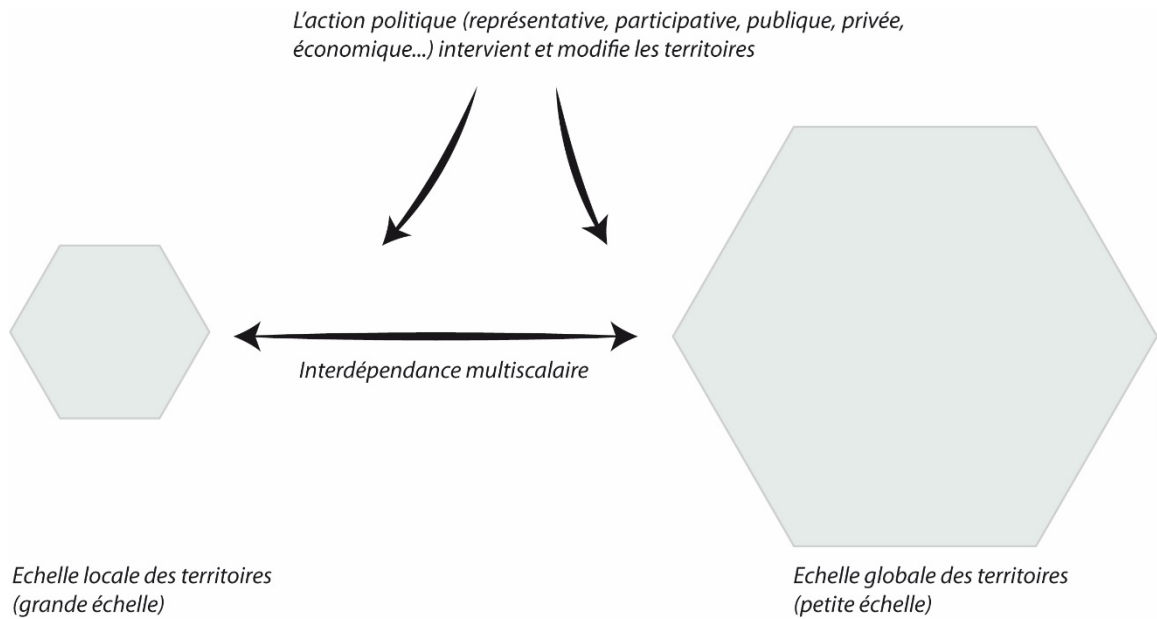 L’action politique (représentative, participative, publique, privée,
économique...) intervient et modifie les territoires
Interdépendance multiscalaire
Echelle locale des territoires
(grande échelle)
Echelle globale des territoires
(petite échelle)